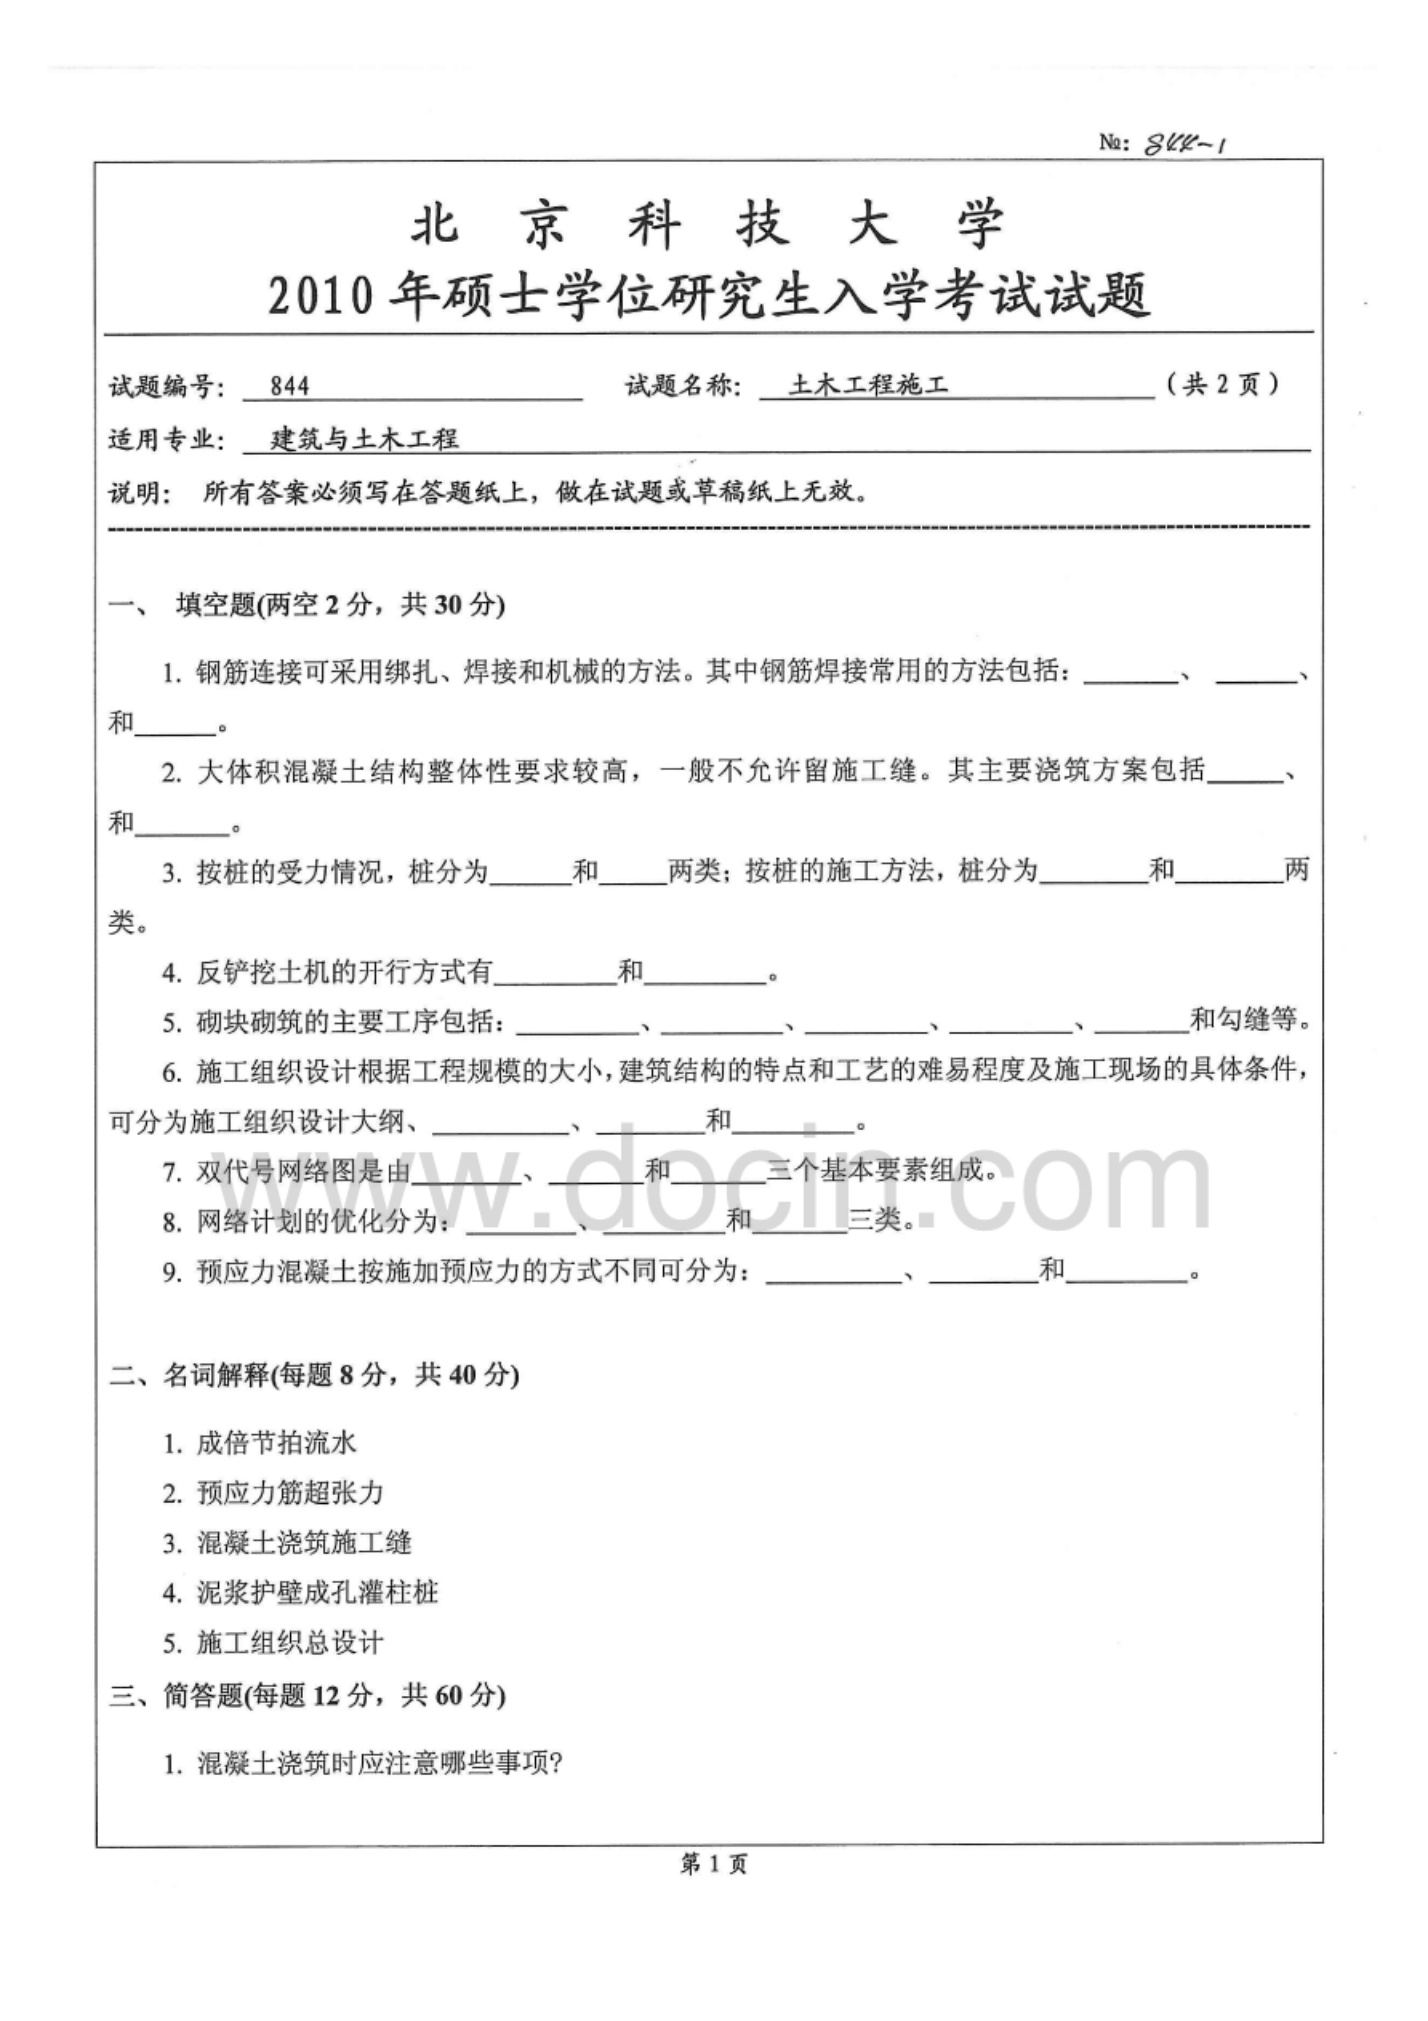 №: 844-1
北京科技大学
2010年硕士学位研究生入学考试试题
试题编号: 844 试题名称: 土木工程施工 (共2页)
适用专业: 建筑与土木工程
说明: 所有答案必须写在答题纸上，做在试题或草稿纸上无效。
一、 填空题(两空2分，共30分)
1. 钢筋连接可采用绑扎、焊接和机械的方法。其中钢筋焊接常用的方法包括：_______、______、
和______。
2. 大体积混凝土结构整体性要求较高，一般不允许留施工缝。其主要浇筑方案包括______、
和_______。
3. 按桩的受力情况，桩分为______和_____两类；按桩的施工方法，桩分为________和________两
类。
4. 反铲挖土机的开行方式有_________和_________。
5. 砌块砌筑的主要工序包括：_________、_________、_________、_________、_______和勾缝等。
6. 施工组织设计根据工程规模的大小，建筑结构的特点和工艺的难易程度及施工现场的具体条件，
可分为施工组织设计大纲、__________、________和_________。
7. 双代号网络图是由________、_______和_______三个基本要素组成。
8. 网络计划的优化分为：________、_________和_______三类。
9. 预应力混凝土按施加预应力的方式不同可分为：__________、________和_________。
二、名词解释(每题8分，共40分)
1. 成倍节拍流水
2. 预应力筋超张力
3. 混凝土浇筑施工缝
4. 泥浆护壁成孔灌柱桩
5. 施工组织总设计
三、简答题(每题12分，共60分)
1. 混凝土浇筑时应注意哪些事项?
第1页
www.docin.com